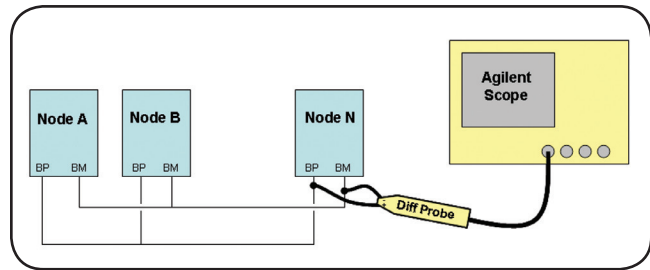 Agilent
Scope
Node A
Node B
Node N
BP BM
BP BM
BP BM
Diff Probe